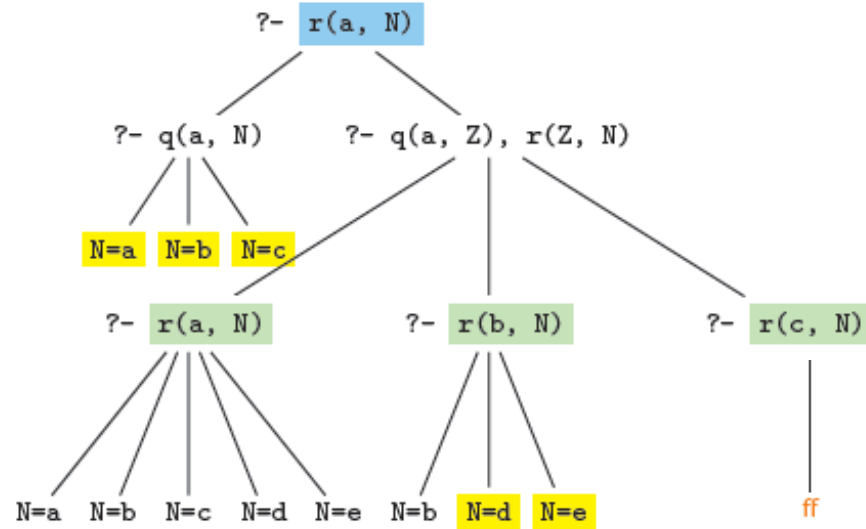 ?- r(a, N)
?- q(a, N) ?- q(a, Z), r(Z, N)
N=a N=b N=c
?- r(a, N) ?- r(b, N) ?- r(c, N)
N=a N=b N=c N=d N=e N=b N=d N=e ff